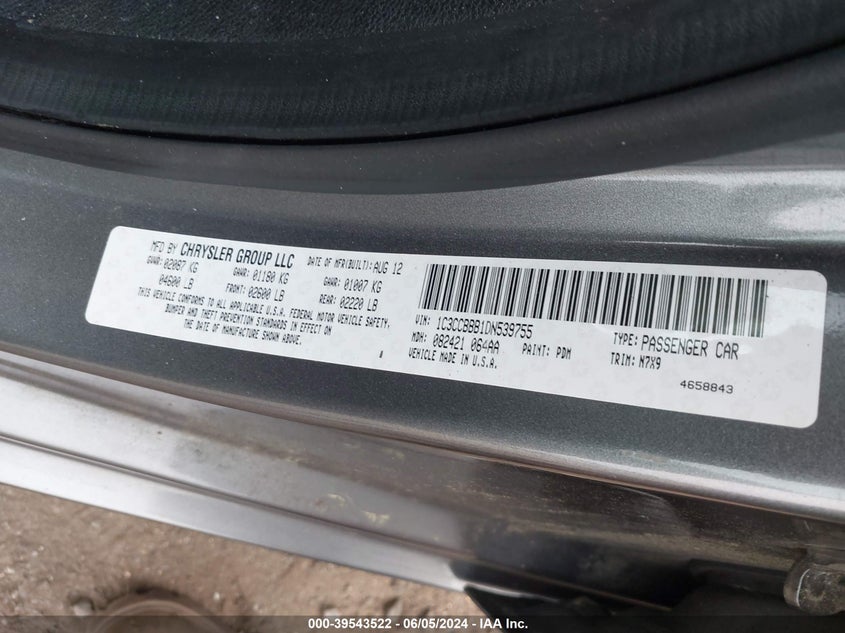 MFD BY CHRYSLER GROUP LLC DATE OF MFR(BUILT): AUG 12
GVWR: 02087 KG GAWR: 01180 KG GAWR: 01007 KG
04600 LB FRONT: 02600 LB REAR: 02220 LB
THIS VEHICLE CONFORMS TO ALL APPLICABLE U.S.A. FEDERAL MOTOR VEHICLE SAFETY,
BUMPER AND THEFT PREVENTION STANDARDS IN EFFECT ON
THE DATE OF MANUFACTURE SHOWN ABOVE.
VIN: 1C3CCBBB1DN539755 TYPE: PASSENGER CAR
MDH: 082421 064AA PAINT: PDM TRIM: N7X9
VEHICLE MADE IN U.S.A.
4658843
000-39543522 - 06/05/2024 - IAA Inc.